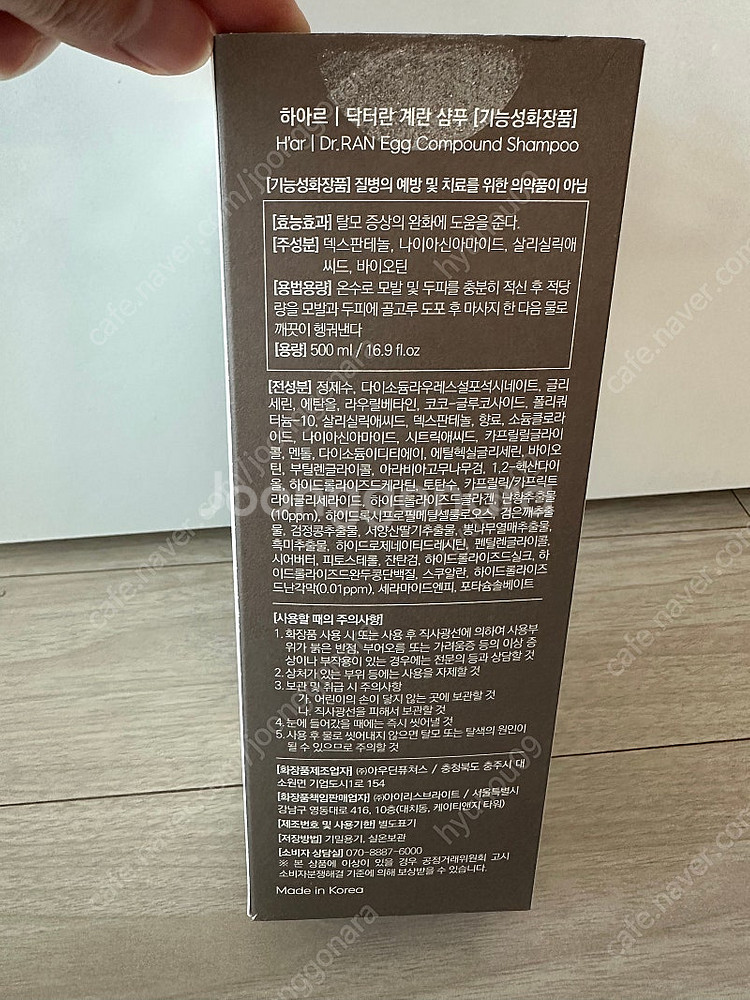 하아르 | 닥터란 계란 샴푸 [기능성화장품]
H'ar | Dr.RAN Egg Compound Shampoo
[기능성화장품] 질병의 예방 및 치료를 위한 의약품이 아님
[효능효과] 탈모 증상의 완화에 도움을 준다.
[주성분] 덱스판테놀, 나이아신아마이드, 살리실릭애
씨드, 바이오틴
[용법용량] 온수로 모발 및 두피를 충분히 적신 후 적당
량을 모발과 두피에 골고루 도포 후 마사지 한 다음 물로
깨끗이 헹궈낸다
[용량] 500 ml / 16.9 fl.oz
[전성분] 정제수, 다이소듐라우레스설포석시네이트, 글리
세린, 에탄올, 라우릴베타인, 코코-글루코사이드, 폴리쿼
터늄-10, 살리실릭애씨드, 덱스판테놀, 향료, 소듐클로라
이드, 나이아신아마이드, 시트릭애씨드, 카프릴릴글라이
콜, 멘톨, 다이소듐이디티에이, 에틸헥실글리세린, 바이오
틴, 부틸렌글라이콜, 아라비아고무나무검, 1,2-헥산다이
올, 하이드롤라이즈드케라틴, 토탄수, 카프릴릭/카프릭트
라이글리세라이드, 하이드롤라이즈드콜라겐, 난황추출물
(10ppm), 하이드록시프로필메틸셀룰로오스, 검은깨추출
물, 검정콩추출물, 서양산딸기추출물, 뽕나무열매추출물,
흑미추출물, 하이드로제네이티드레시틴, 펜틸렌글라이콜,
시어버터, 피토스테롤, 잔탄검, 하이드롤라이즈드실크, 하
이드롤라이즈드완두콩단백질, 스쿠알란, 하이드롤라이즈
드난각막(0.01ppm), 세라마이드엔피, 포타슘솔베이트
[사용할 때의 주의사항]
1. 화장품 사용 시 또는 사용 후 직사광선에 의하여 사용부
위가 붉은 반점, 부어오름 또는 가려움증 등의 이상 증
상이나 부작용이 있는 경우에는 전문의 등과 상담할 것
2. 상처가 있는 부위 등에는 사용을 자제할 것
3. 보관 및 취급 시 주의사항
가. 어린이의 손이 닿지 않는 곳에 보관할 것
나. 직사광선을 피해서 보관할 것
4. 눈에 들어갔을 때에는 즉시 씻어낼 것
5. 사용 후 물로 씻어내지 않으면 탈모 또는 탈색의 원인이
될 수 있으므로 주의할 것
[화장품제조업자] ㈜아우딘퓨쳐스 / 충청북도 충주시 대
소원면 기업도시1로 154
[화장품책임판매업자] ㈜아이리스브라이트 / 서울특별시
강남구 영동대로 416, 10층(대치동, 케이티앤지 타워)
[제조번호 및 사용기한] 별도표기
[저장방법] 기밀용기, 실온보관
[소비자 상담실] 070-8887-6000
※ 본 상품에 이상이 있을 경우 공정거래위원회 고시
소비자분쟁해결 기준에 의해 보상받을 수 있습니다.
Made in Korea